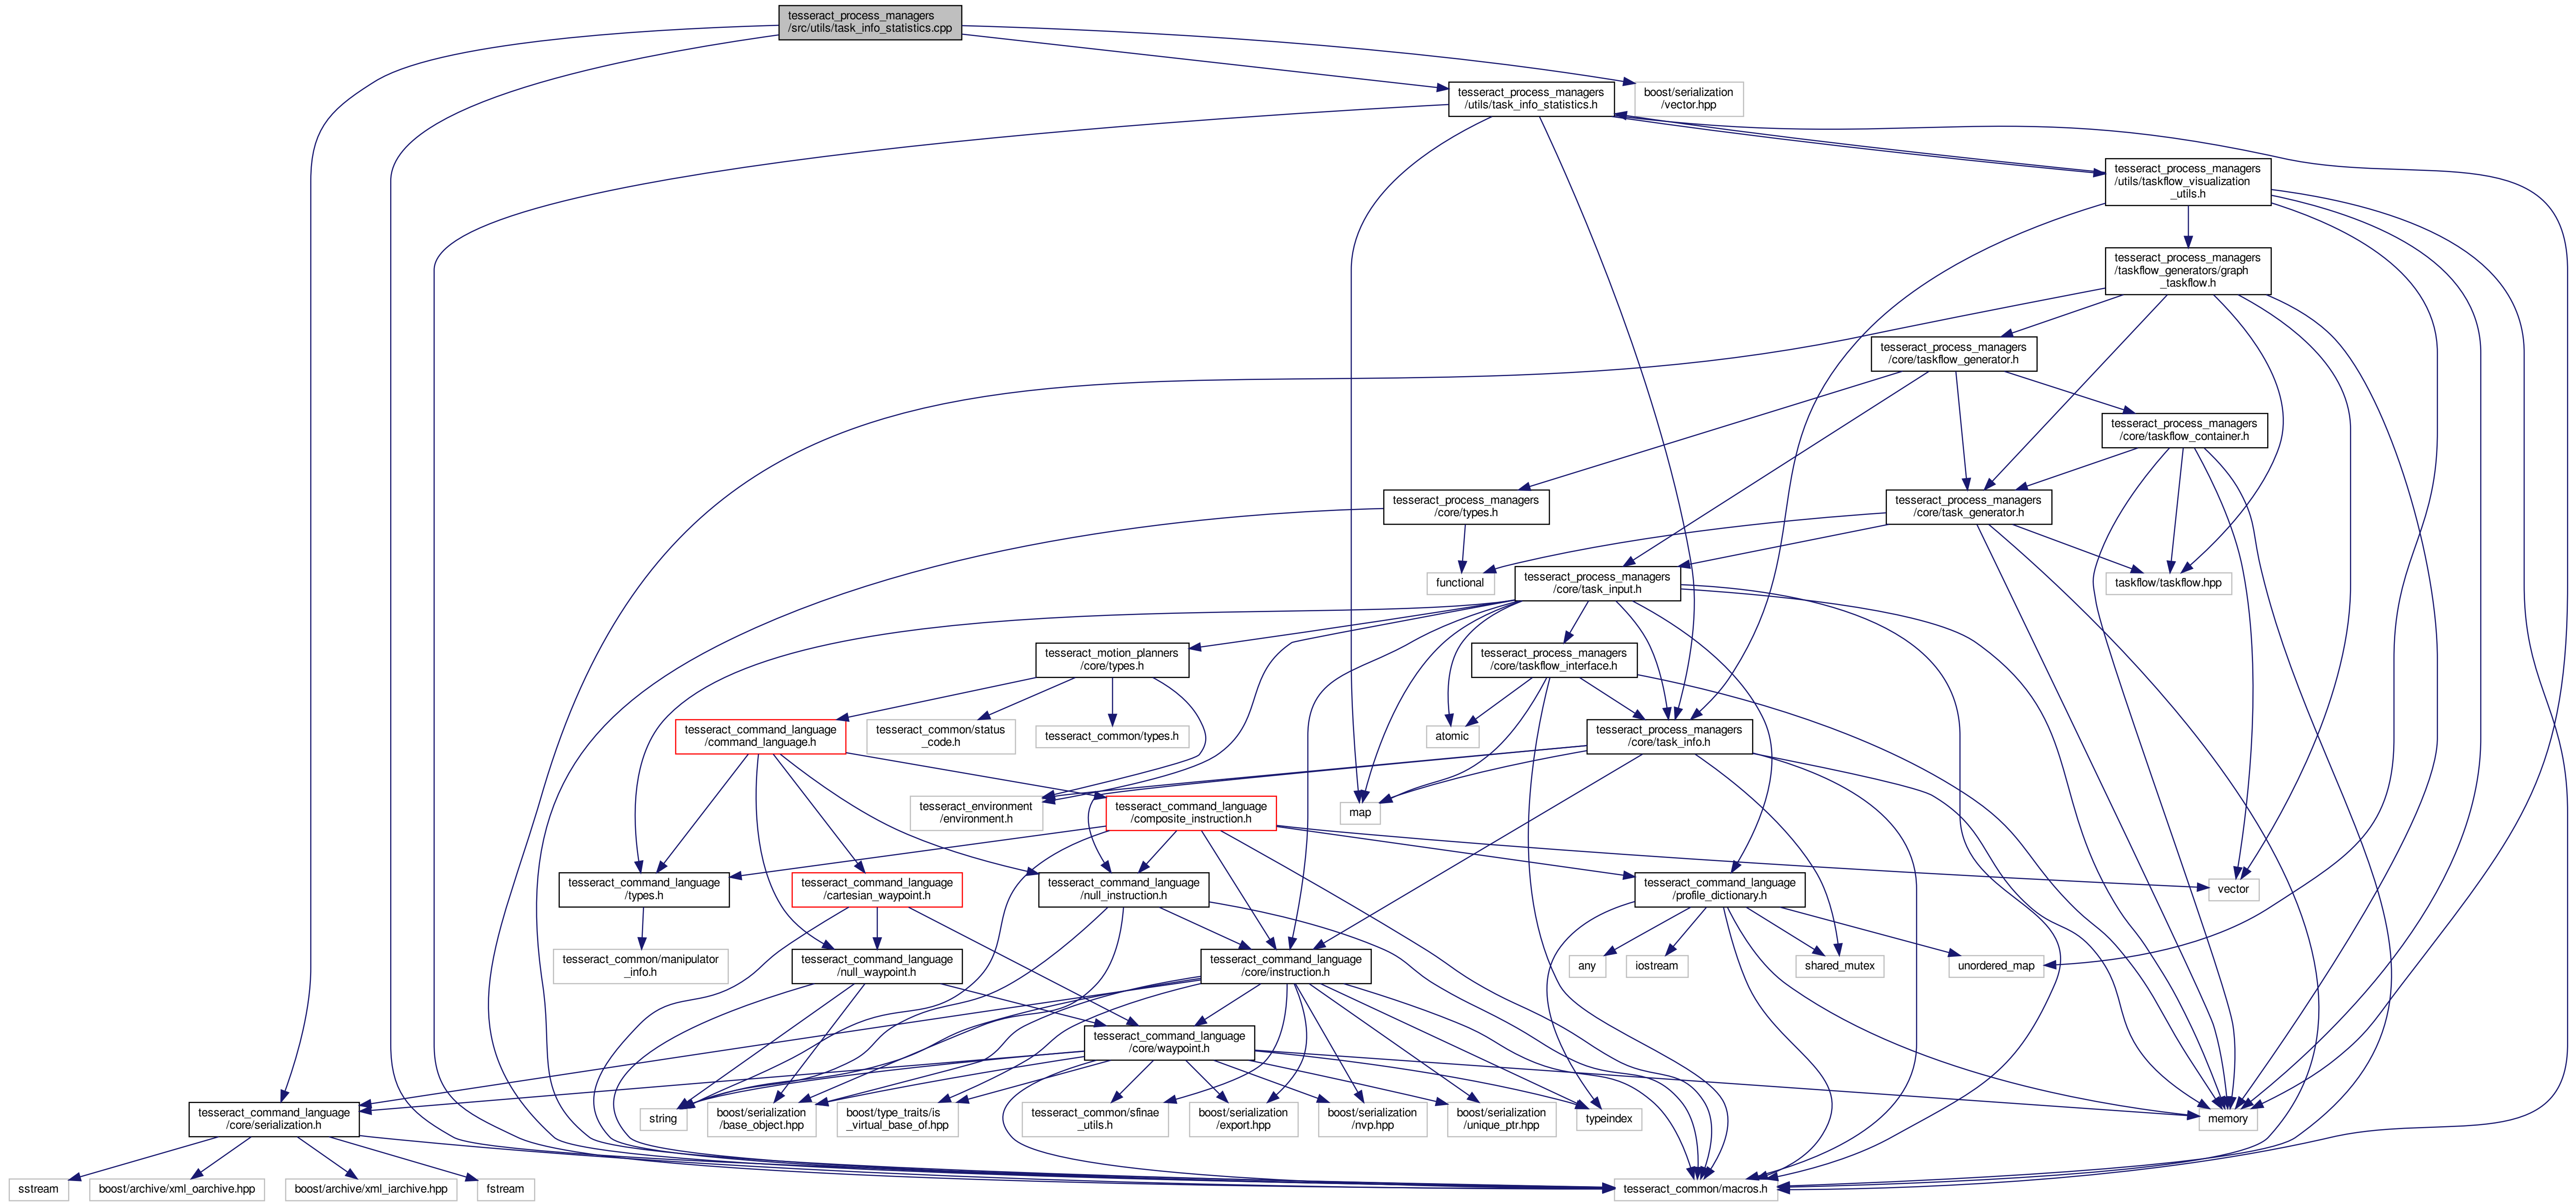 tesseract_process_managers
/src/utils/task_info_statistics.cpp
tesseract_process_managers
/utils/task_info_statistics.h
boost/serialization
/vector.hpp
tesseract_process_managers
/utils/taskflow_visualization
_utils.h
tesseract_process_managers
/taskflow_generators/graph
_taskflow.h
tesseract_process_managers
/core/taskflow_generator.h
tesseract_process_managers
/core/taskflow_container.h
tesseract_process_managers
/core/types.h
tesseract_process_managers
/core/task_generator.h
functional
tesseract_process_managers
/core/task_input.h
taskflow/taskflow.hpp
tesseract_motion_planners
/core/types.h
tesseract_process_managers
/core/taskflow_interface.h
tesseract_command_language
/command_language.h
tesseract_common/status
_code.h
tesseract_common/types.h
atomic
tesseract_process_managers
/core/task_info.h
tesseract_environment
/environment.h
tesseract_command_language
/composite_instruction.h
map
tesseract_command_language
/types.h
tesseract_command_language
/cartesian_waypoint.h
tesseract_command_language
/null_instruction.h
tesseract_command_language
/profile_dictionary.h
vector
tesseract_common/manipulator
_info.h
tesseract_command_language
/null_waypoint.h
tesseract_command_language
/core/instruction.h
any
iostream
shared_mutex
unordered_map
tesseract_command_language
/core/waypoint.h
tesseract_command_language
/core/serialization.h
string
boost/serialization
/base_object.hpp
boost/type_traits/is
_virtual_base_of.hpp
tesseract_common/sfinae
_utils.h
boost/serialization
/export.hpp
boost/serialization
/nvp.hpp
boost/serialization
/unique_ptr.hpp
typeindex
memory
sstream
boost/archive/xml_oarchive.hpp
boost/archive/xml_iarchive.hpp
fstream
tesseract_common/macros.h